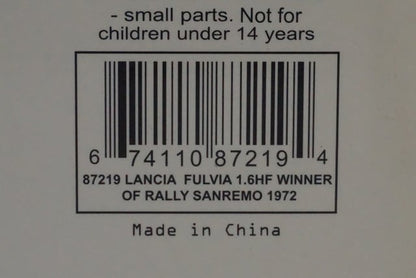 - small parts. Not for
children under 14 years
6 74110 87219 4
87219 LANCIA FULVIA 1.6HF WINNER
OF RALLY SANREMO 1972
Made in China